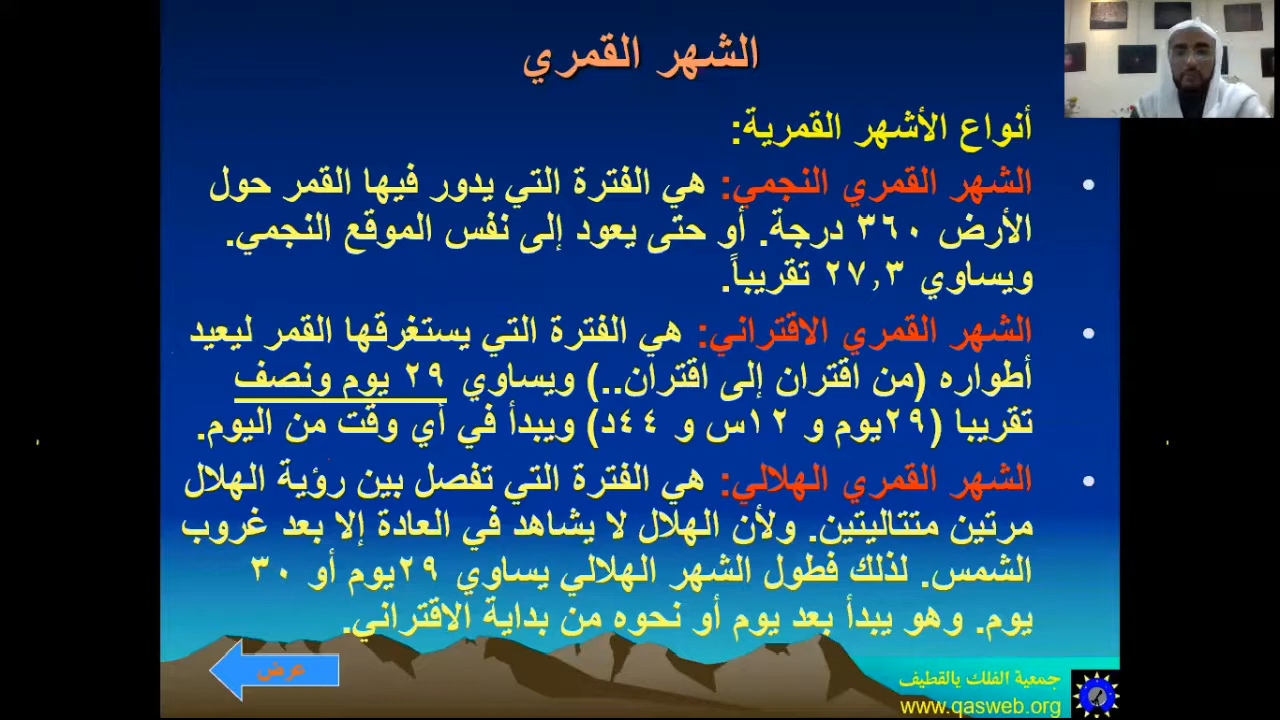 الشهر القمري
أنواع الأشهر القمرية:
• الشهر القمري النجمي: هي الفترة التي يدور فيها القمر حول
الأرض ٣٦٠ درجة. أو حتى يعود إلى نفس الموقع النجمي.
ويساوي ٢٧,٣ تقريباً.
• الشهر القمري الاقتراني: هي الفترة التي يستغرقها القمر ليعيد
أطواره (من اقتران إلى اقتران..) ويساوي ٢٩ يوم ونصف
تقريبا (٢٩يوم و ١٢س و ٤٤د) ويبدأ في أي وقت من اليوم.
• الشهر القمري الهلالي: هي الفترة التي تفصل بين رؤية الهلال
مرتين متتاليتين. ولأن الهلال لا يشاهد في العادة إلا بعد غروب
الشمس. لذلك فطول الشهر الهلالي يساوي ٢٩يوم أو ٣٠
يوم. وهو يبدأ بعد يوم أو نحوه من بداية الاقتراني.
عرض
جمعية الفلك بالقطيف
www.qasweb.org